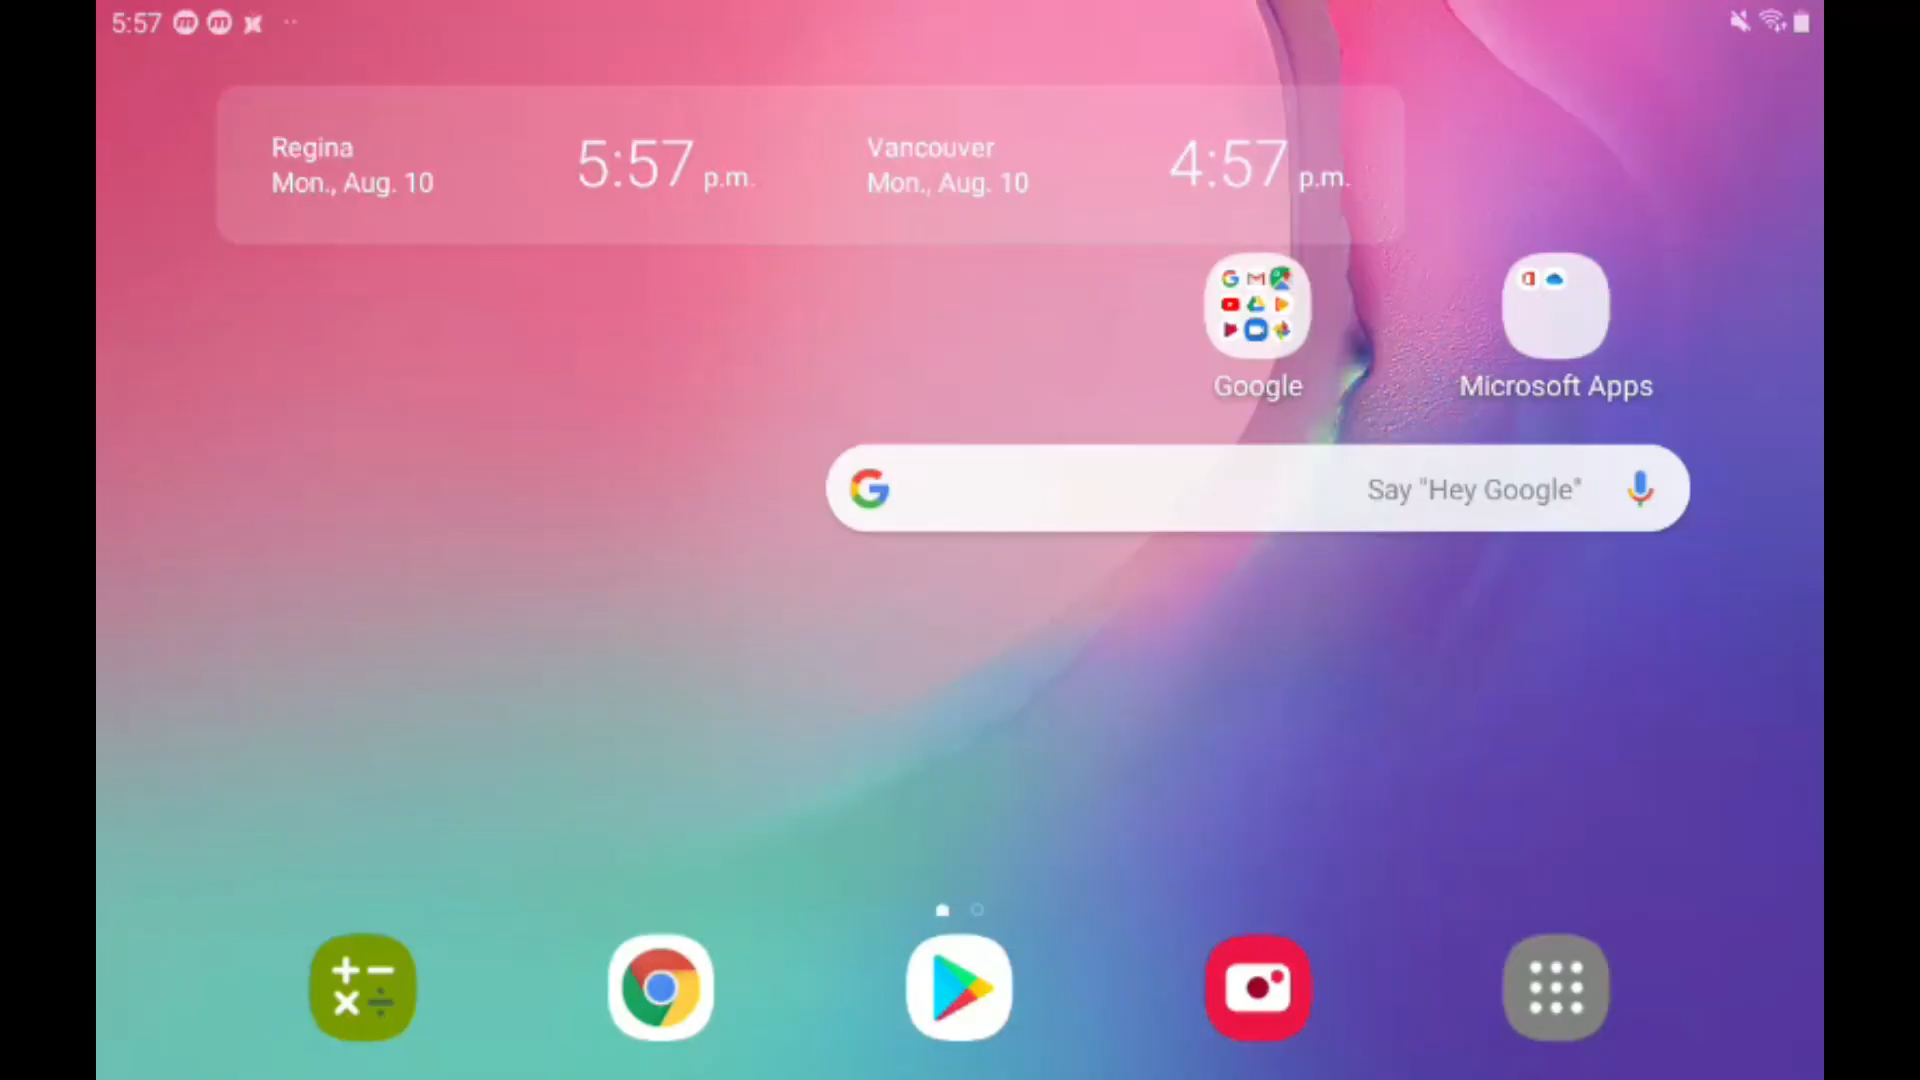 5:57
Regina
Mon., Aug. 10
5:57 p.m.
Vancouver
Mon., Aug. 10
4:57 p.m.
Google
Microsoft Apps
Say "Hey Google"